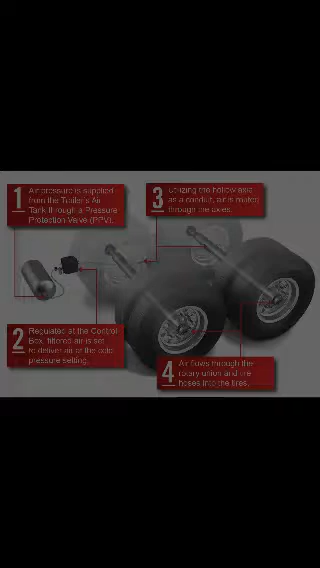 1
Air pressure is supplied
from the Trailer's Air
Tank through a Pressure
Protection Valve (PPV).
2
Regulated at the Control
Box, filtered air is set
to deliver air at the cold
pressure setting.
3
Utilizing the hollow axle
as a conduit, air is routed
through the axles.
4
Air flows through the
rotary union and tire
hoses into the tires.